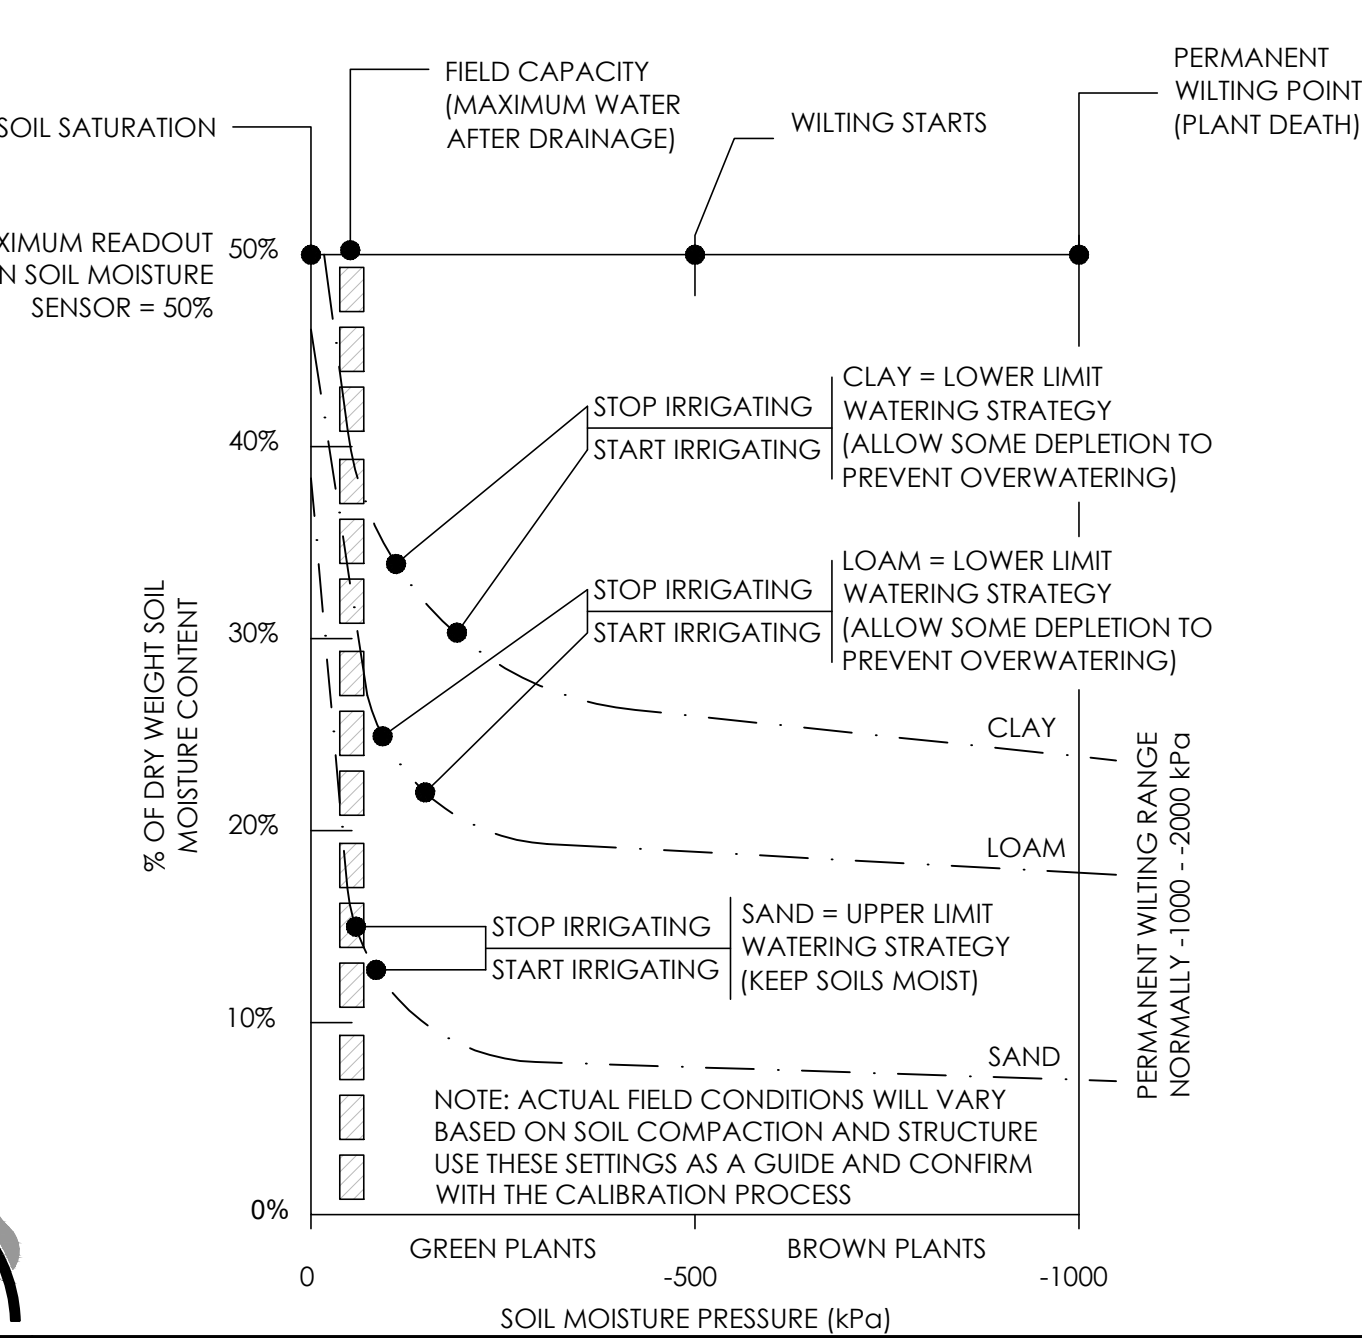 FIELD CAPACITY
(MAXIMUM WATER
AFTER DRAINAGE)
PERMANENT
WILTING POINT
(PLANT DEATH)
SOIL SATURATION
WILTING STARTS
XIMUM READOUT
N SOIL MOISTURE
SENSOR = 50%
50%
40%
30%
20%
10%
0%
% OF DRY WEIGHT SOIL
MOISTURE CONTENT
STOP IRRIGATING
START IRRIGATING
CLAY = LOWER LIMIT
WATERING STRATEGY
(ALLOW SOME DEPLETION TO
PREVENT OVERWATERING)
STOP IRRIGATING
START IRRIGATING
LOAM = LOWER LIMIT
WATERING STRATEGY
(ALLOW SOME DEPLETION TO
PREVENT OVERWATERING)
CLAY
LOAM
STOP IRRIGATING
START IRRIGATING
SAND = UPPER LIMIT
WATERING STRATEGY
(KEEP SOILS MOIST)
SAND
PERMANENT WILTING RANGE
NORMALLY -1000 - -2000 kPa
NOTE: ACTUAL FIELD CONDITIONS WILL VARY
BASED ON SOIL COMPACTION AND STRUCTURE
USE THESE SETTINGS AS A GUIDE AND CONFIRM
WITH THE CALIBRATION PROCESS
GREEN PLANTS
BROWN PLANTS
0
-500
-1000
SOIL MOISTURE PRESSURE (kPa)